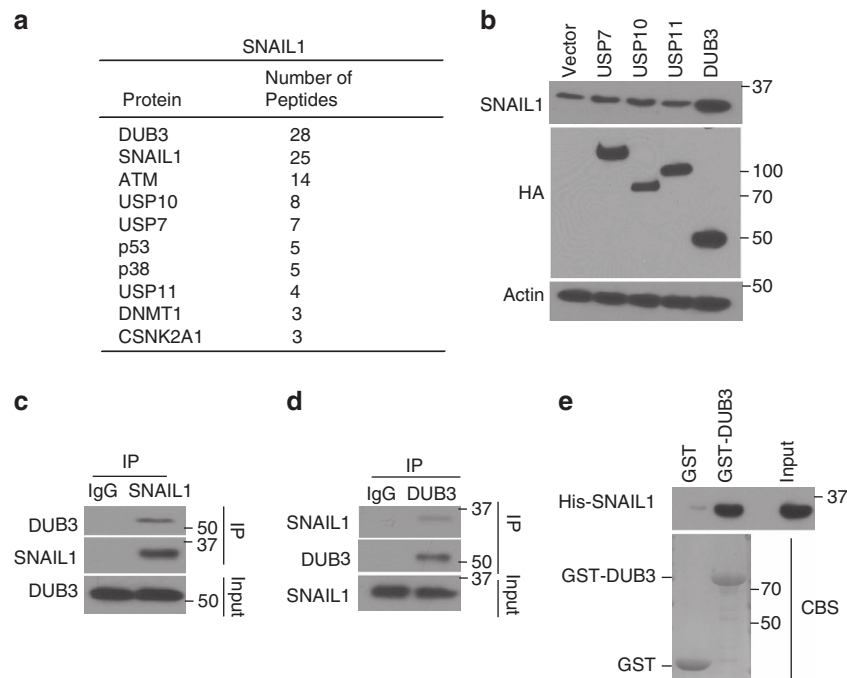 a
SNAIL1
Protein Number of Peptides
DUB3 28
SNAIL1 25
ATM 14
USP10 8
USP7 7
p53 5
p38 5
USP11 4
DNMT1 3
CSNK2A1 3
b
Vector USP7 USP10 USP11 DUB3
SNAIL1 37
HA 100
70
50
Actin 50
c
IP
IgG SNAIL1
DUB3 50
SNAIL1 37
IP
DUB3 50
Input
d
IP
IgG DUB3
SNAIL1 37
DUB3 50
IP
SNAIL1 37
Input
e
GST GST-DUB3 Input
His-SNAIL1 37
GST-DUB3 70
50
GST
CBS